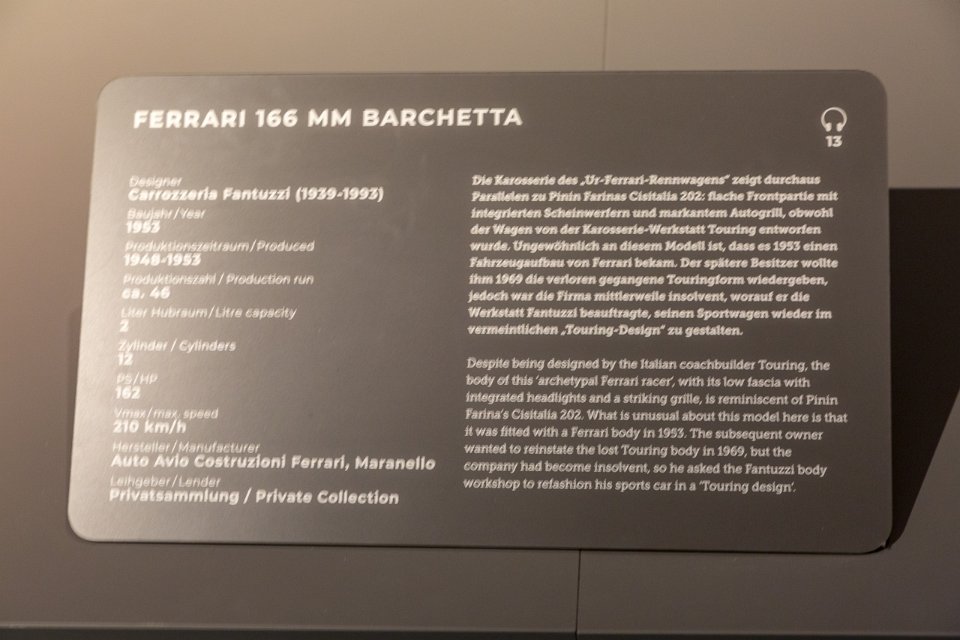 FERRARI 166 MM BARCHETTA
13
Designer
Carrozzeria Fantuzzi (1939-1993)
Baujahr / Year
1953
Produktionszeitraum / Produced
1948-1953
Produktionszahl / Production run
ca. 46
Liter Hubraum / Litre capacity
2
Zylinder / Cylinders
12
PS / HP
162
Vmax / max. speed
210 km/h
Hersteller / Manufacturer
Auto Avio Costruzioni Ferrari, Maranello
Leihgeber / Lender
Privatsammlung / Private Collection
Die Karosserie des „Ur-Ferrari-Rennwagens“ zeigt durchaus
Parallelen zu Pinin Farinas Cisitalia 202: flache Frontpartie mit
integrierten Scheinwerfern und markantem Autogrill, obwohl
der Wagen von der Karosserie-Werkstatt Touring entworfen
wurde. Ungewöhnlich an diesem Modell ist, dass es 1953 einen
Fahrzeugaufbau von Ferrari bekam. Der spätere Besitzer wollte
ihm 1969 die verloren gegangene Touringform wiedergeben,
jedoch war die Firma mittlerweile insolvent, worauf er die
Werkstatt Fantuzzi beauftragte, seinen Sportwagen wieder im
vermeintlichen „Touring-Design“ zu gestalten.
Despite being designed by the Italian coachbuilder Touring, the
body of this ‘archetypal Ferrari racer’, with its low fascia with
integrated headlights and a striking grille, is reminiscent of Pinin
Farina’s Cisitalia 202. What is unusual about this model here is that
it was fitted with a Ferrari body in 1953. The subsequent owner
wanted to reinstate the lost Touring body in 1969, but the
company had become insolvent, so he asked the Fantuzzi body
workshop to refashion his sports car in a ‘Touring design’.